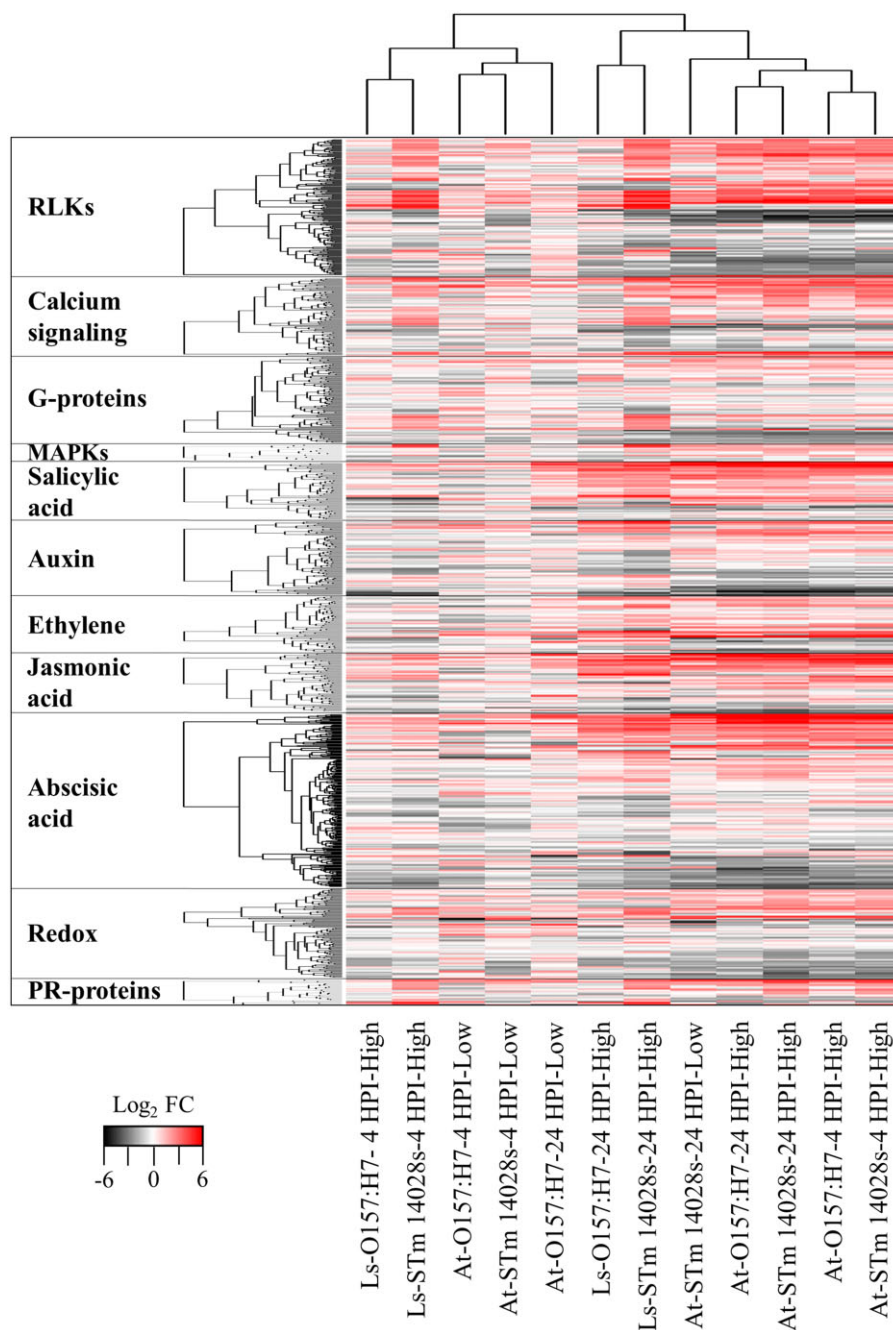 RLKs
Calcium
signaling
G-proteins
MAPKs
Salicylic
acid
Auxin
Ethylene
Jasmonic
acid
Abscisic
acid
Redox
PR-proteins
Ls-O157:H7- 4 HPI-High
Ls-STm 14028s-4 HPI-High
At-O157:H7-4 HPI-Low
At-STm 14028s-4 HPI-Low
At-O157:H7-24 HPI-Low
Ls-O157:H7-24 HPI-High
Ls-STm 14028s-24 HPI-High
At-STm 14028s-24 HPI-Low
At-O157:H7-24 HPI-High
At-STm 14028s-24 HPI-High
At-O157:H7-4 HPI-High
At-STm 14028s-4 HPI-High
Log₂ FC
-6 0 6